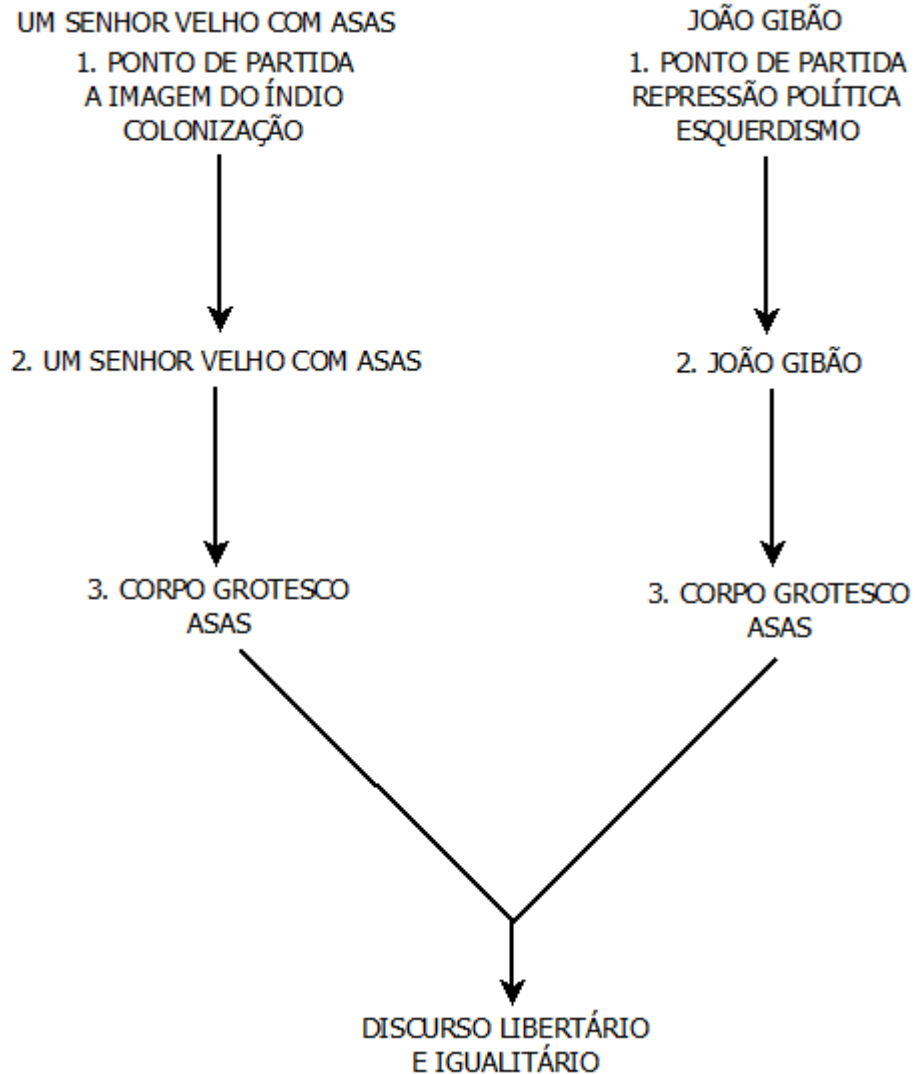 UM SENHOR VELHO COM ASAS
1. PONTO DE PARTIDA
A IMAGEM DO ÍNDIO
COLONIZAÇÃO
2. UM SENHOR VELHO COM ASAS
3. CORPO GROTESCO
ASAS
JOÃO GIBÃO
1. PONTO DE PARTIDA
REPRESSÃO POLÍTICA
ESQUERDISMO
2. JOÃO GIBÃO
3. CORPO GROTESCO
ASAS
DISCURSO LIBERTÁRIO
E IGUALITÁRIO